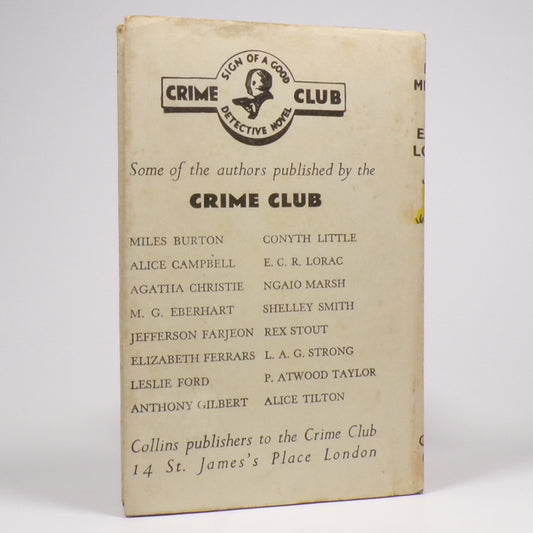 SIGN OF A GOOD
CRIME CLUB
DETECTIVE NOVEL
Some of the authors published by the
CRIME CLUB
MILES BURTON
ALICE CAMPBELL
AGATHA CHRISTIE
M. G. EBERHART
JEFFERSON FARJEON
ELIZABETH FERRARS
LESLIE FORD
ANTHONY GILBERT
CONYTH LITTLE
E. C. R. LORAC
NGAIO MARSH
SHELLEY SMITH
REX STOUT
L. A. G. STRONG
P. ATWOOD TAYLOR
ALICE TILTON
Collins publishers to the Crime Club
14 St. James's Place London